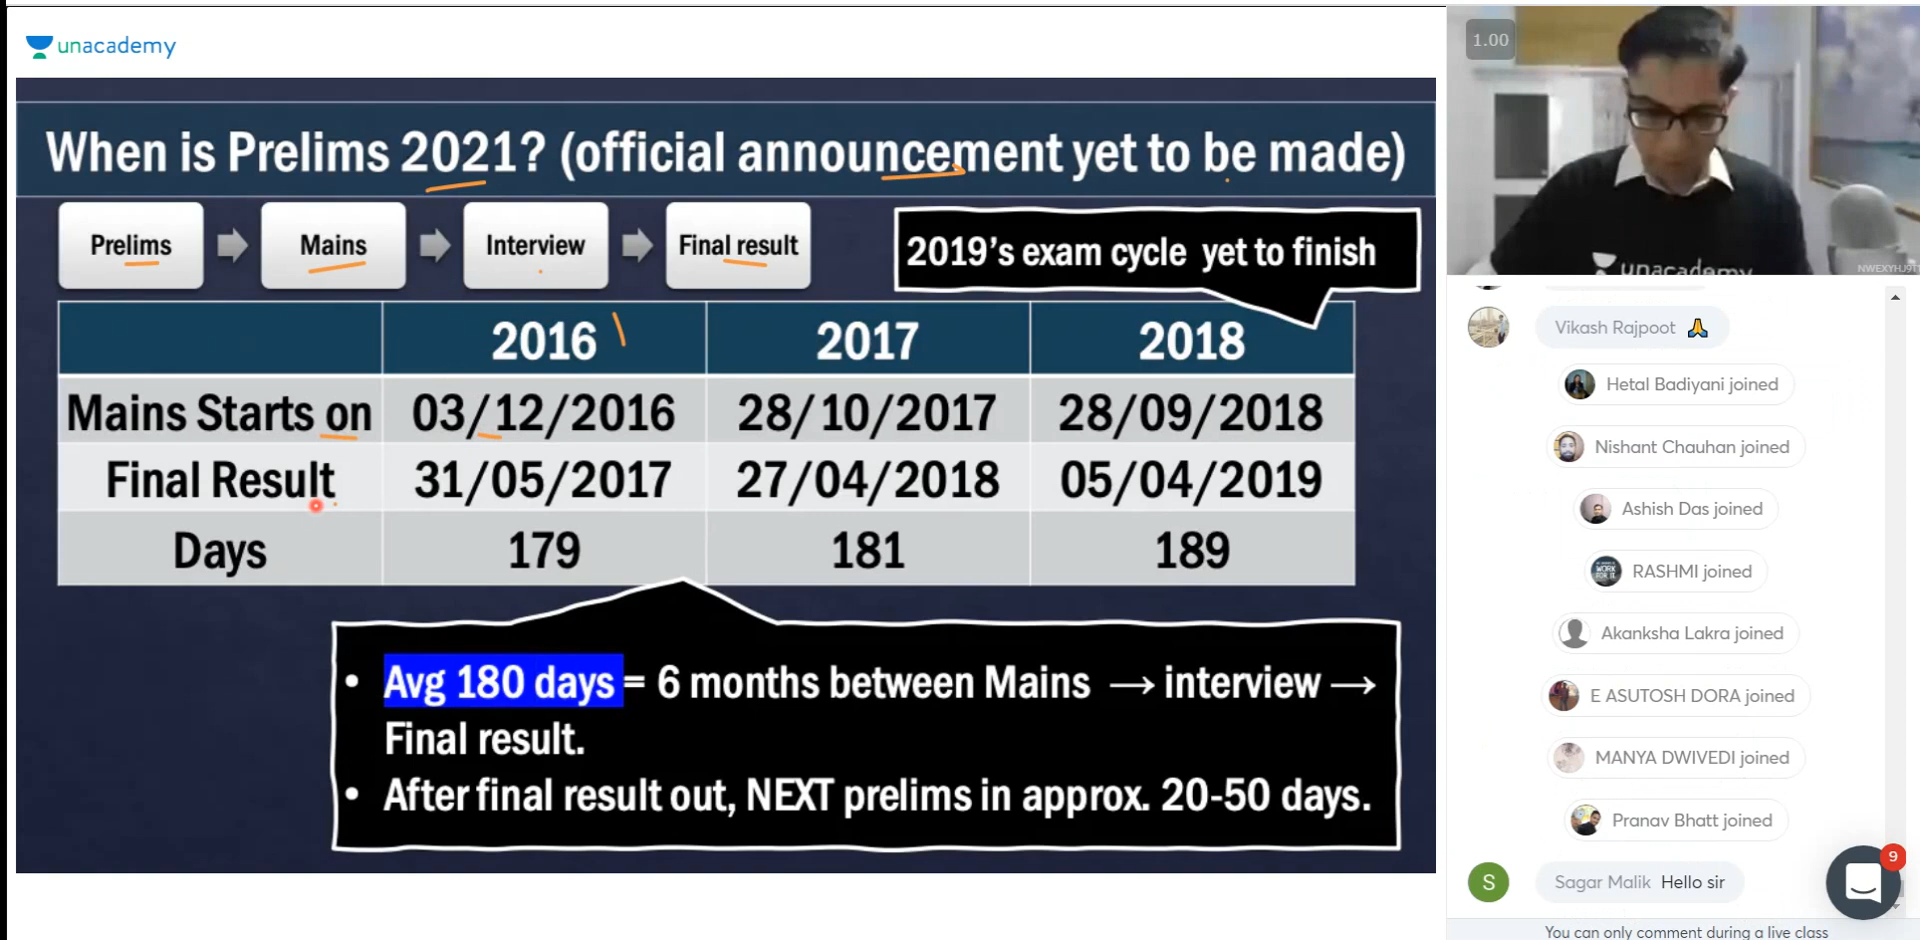 unacademy
When is Prelims 2021? (official announcement yet to be made)
Prelims Mains Interview Final result
2019's exam cycle yet to finish
2016 2017 2018
Mains Starts on 03/12/2016 28/10/2017 28/09/2018
Final Result 31/05/2017 27/04/2018 05/04/2019
Days 179 181 189
• Avg 180 days = 6 months between Mains → interview →
Final result.
• After final result out, NEXT prelims in approx. 20-50 days.
1.00
unacademy
Vikash Rajpoot 🙏
Hetal Badiyani joined
Nishant Chauhan joined
Ashish Das joined
RASHMI joined
Akanksha Lakra joined
E ASUTOSH DORA joined
MANYA DWIVEDI joined
Pranav Bhatt joined
9
S Sagar Malik Hello sir
You can only comment during a live class